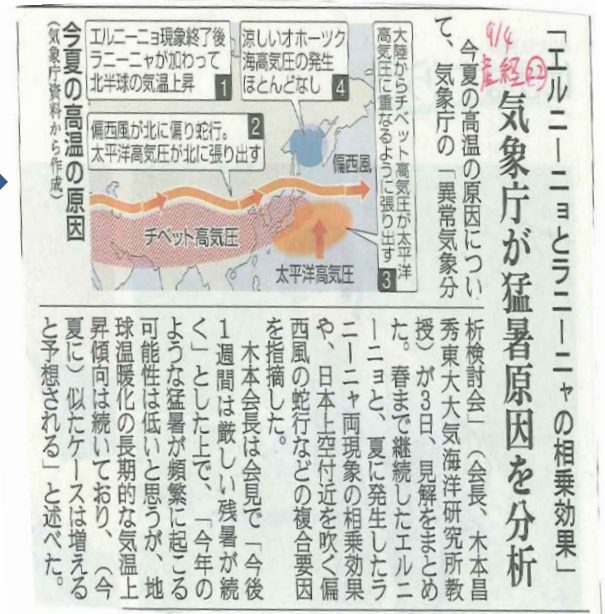 9/4
産経㉒
「エルニーニョとラニーニャの相乗効果」
気象庁が猛暑原因を分析
今夏の高温の原因につい
て、気象庁の「異常気象分
析検討会」（会長、木本昌
秀東大大気海洋研究所教
授）が3日、見解をまとめ
た。春まで継続したエルニ
ーニョと、夏に発生したラ
ニーニャ両現象の相乗効果
や、日本上空付近を吹く偏
西風の蛇行などの複合要因
を指摘した。
木本会長は会見で「今後
1週間は厳しい残暑が続
く」とした上で、「今年の
ような猛暑が頻繁に起こる
可能性は低いと思うが、地
球温暖化の長期的な気温上
昇傾向は続いており、（今
夏に）似たケースは増える
と予想される」と述べた。
今夏の高温の原因
（気象庁資料から作成）
エルニーニョ現象終了後
ラニーニャが加わって
北半球の気温上昇
1
偏西風が北に偏り蛇行。
太平洋高気圧が北に張り出す
2
大陸からチベット高気圧が太平洋
高気圧に重なるように張り出す
3
涼しいオホーツク
海高気圧の発生
ほとんどなし
4
偏西風
チベット高気圧
太平洋高気圧